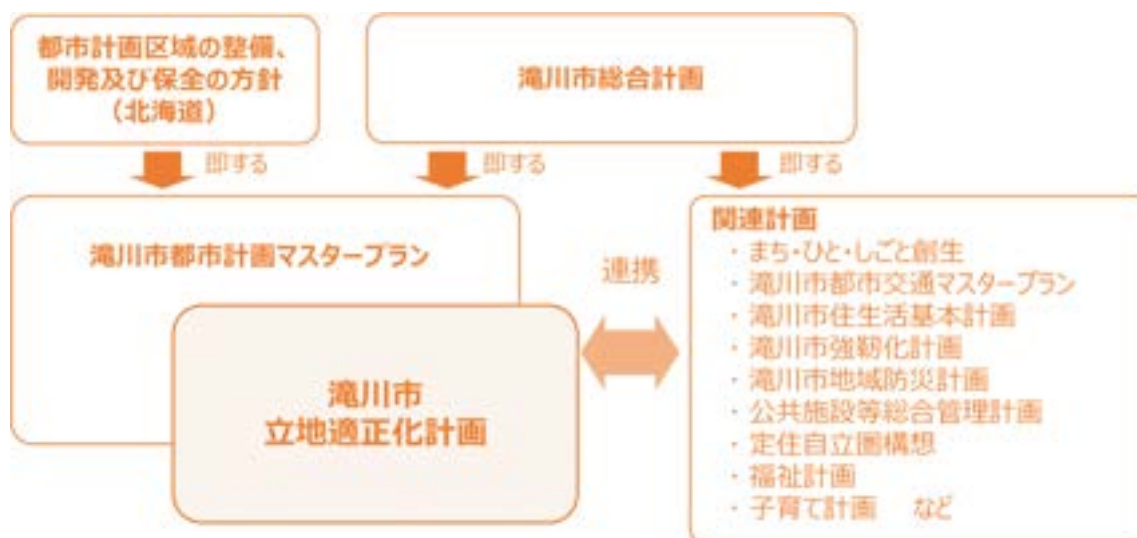 都市計画区域の整備、
開発及び保全の方針
（北海道）
滝川市総合計画
即する
即する
即する
滝川市都市計画マスタープラン
滝川市
立地適正化計画
連携
関連計画
・まち・ひと・しごと創生
・滝川市都市交通マスタープラン
・滝川市住生活基本計画
・滝川市強靭化計画
・滝川市地域防災計画
・公共施設等総合管理計画
・定住自立圏構想
・福祉計画
・子育て計画　など